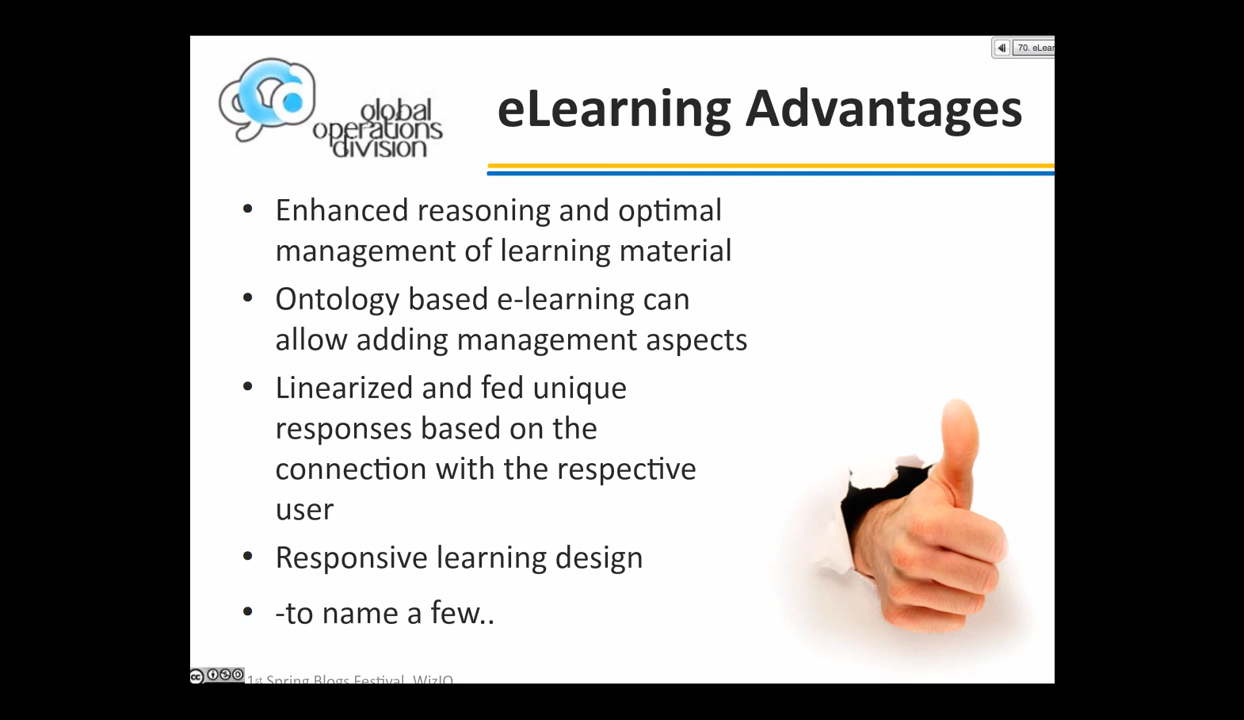 70. eLear
global
operations
division
eLearning Advantages
• Enhanced reasoning and optimal
management of learning material
• Ontology based e-learning can
allow adding management aspects
• Linearized and fed unique
responses based on the
connection with the respective
user
• Responsive learning design
• -to name a few..
cc
1st Spring Blogs Festival, WizIQ